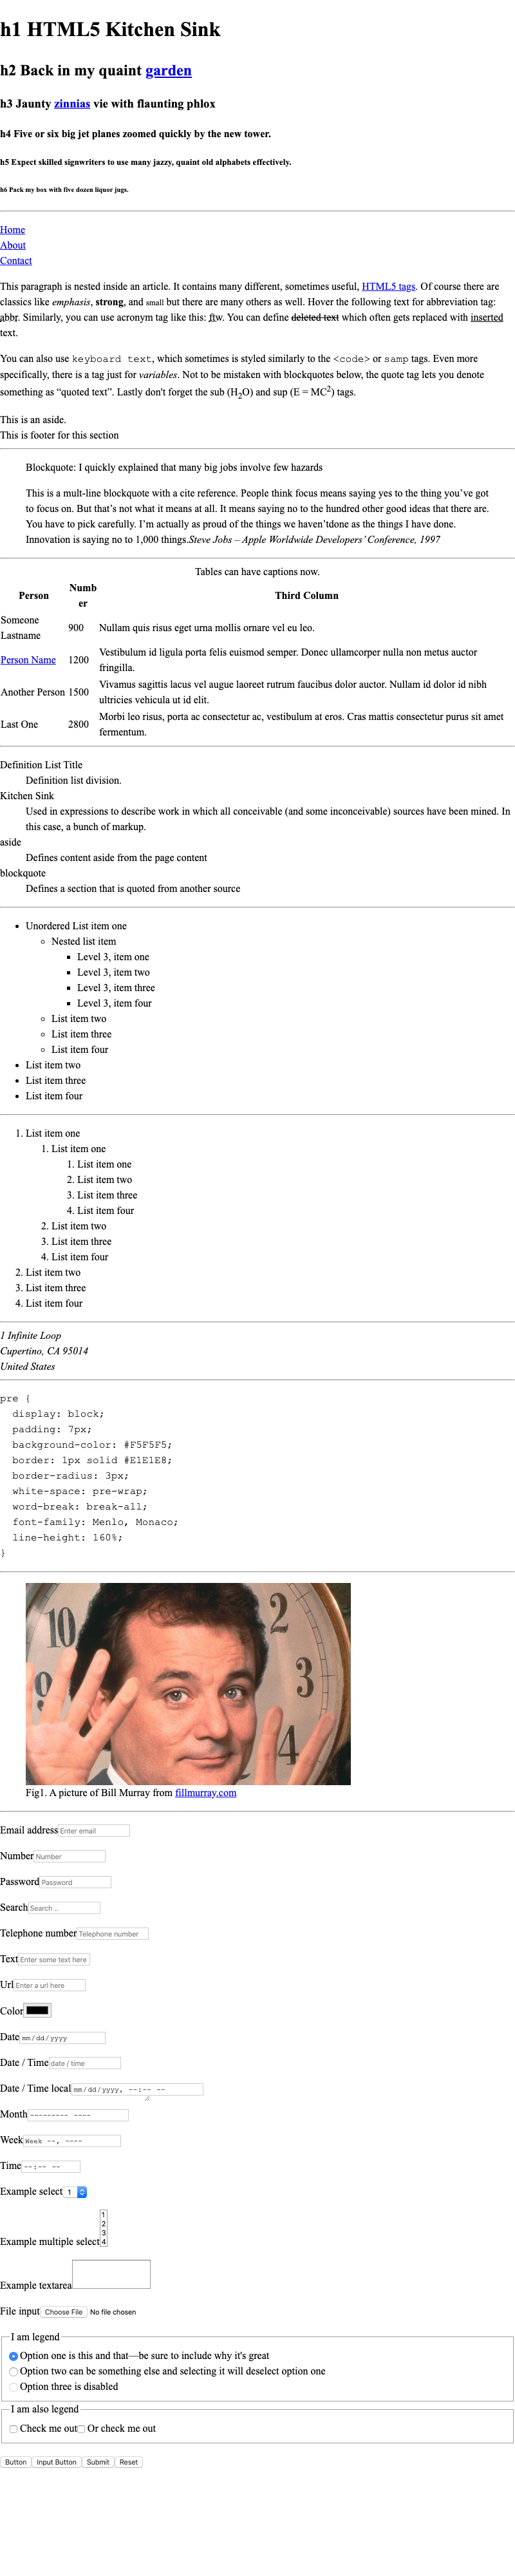 h1 HTML5 Kitchen Sink
h2 Back in my quaint garden
h3 Jaunty zinnias vie with flaunting phlox
h4 Five or six big jet planes zoomed quickly by the new tower.
h5 Expect skilled signwriters to use many jazzy, quaint old alphabets effectively.
h6 Pack my box with five dozen liquor jugs.
Home
About
Contact
This paragraph is nested inside an article. It contains many different, sometimes useful, HTML5 tags. Of course there are
classics like emphasis, strong, and small but there are many others as well. Hover the following text for abbreviation tag:
abbr. Similarly, you can use acronym tag like this: ftw. You can define deleted text which often gets replaced with inserted
text.
You can also use keyboard text, which sometimes is styled similarly to the <code> or samp tags. Even more
specifically, there is a tag just for variables. Not to be mistaken with blockquotes below, the quote tag lets you denote
something as “quoted text”. Lastly don't forget the sub (H2O) and sup (E = MC2) tags.
This is an aside.
This is footer for this section
Blockquote: I quickly explained that many big jobs involve few hazards
This is a mult-line blockquote with a cite reference. People think focus means saying yes to the thing you’ve got
to focus on. But that’s not what it means at all. It means saying no to the hundred other good ideas that there are.
You have to pick carefully. I’m actually as proud of the things we haven’tdone as the things I have done.
Innovation is saying no to 1,000 things.Steve Jobs – Apple Worldwide Developers’ Conference, 1997
Tables can have captions now.
Person Numb
er Third Column
Someone
Lastname 900 Nullam quis risus eget urna mollis ornare vel eu leo.
Person Name 1200 Vestibulum id ligula porta felis euismod semper. Donec ullamcorper nulla non metus auctor
fringilla.
Another Person 1500 Vivamus sagittis lacus vel augue laoreet rutrum faucibus dolor auctor. Nullam id dolor id nibh
ultricies vehicula ut id elit.
Last One 2800 Morbi leo risus, porta ac consectetur ac, vestibulum at eros. Cras mattis consectetur purus sit amet
fermentum.
Definition List Title
Definition list division.
Kitchen Sink
Used in expressions to describe work in which all conceivable (and some inconceivable) sources have been mined. In
this case, a bunch of markup.
aside
Defines content aside from the page content
blockquote
Defines a section that is quoted from another source
Unordered List item one
Nested list item
Level 3, item one
Level 3, item two
Level 3, item three
Level 3, item four
List item two
List item three
List item four
List item two
List item three
List item four
1. List item one
1. List item one
1. List item one
2. List item two
3. List item three
4. List item four
2. List item two
3. List item three
4. List item four
2. List item two
3. List item three
4. List item four
1 Infinite Loop
Cupertino, CA 95014
United States
pre {
  display: block;
  padding: 7px;
  background-color: #F5F5F5;
  border: 1px solid #E1E1E8;
  border-radius: 3px;
  white-space: pre-wrap;
  word-break: break-all;
  font-family: Menlo, Monaco;
  line-height: 160%;
}
2
3
4
Fig1. A picture of Bill Murray from fillmurray.com
Email address Enter email
Number Number
Password Password
Search Search ..
Telephone number Telephone number
Text Enter some text here
Url Enter a url here
Color
Date mm/dd/yyyy
Date / Time date / time
Date / Time local mm/dd/yyyy, --:-- --
Month --------- ----
Week Week --, ----
Time --:-- --
Example select 1
1
2
3
Example multiple select 4
Example textarea
File input Choose File No file chosen
I am legend
Option one is this and that—be sure to include why it's great
Option two can be something else and selecting it will deselect option one
Option three is disabled
I am also legend
Check me out Or check me out
Button Input Button Submit Reset